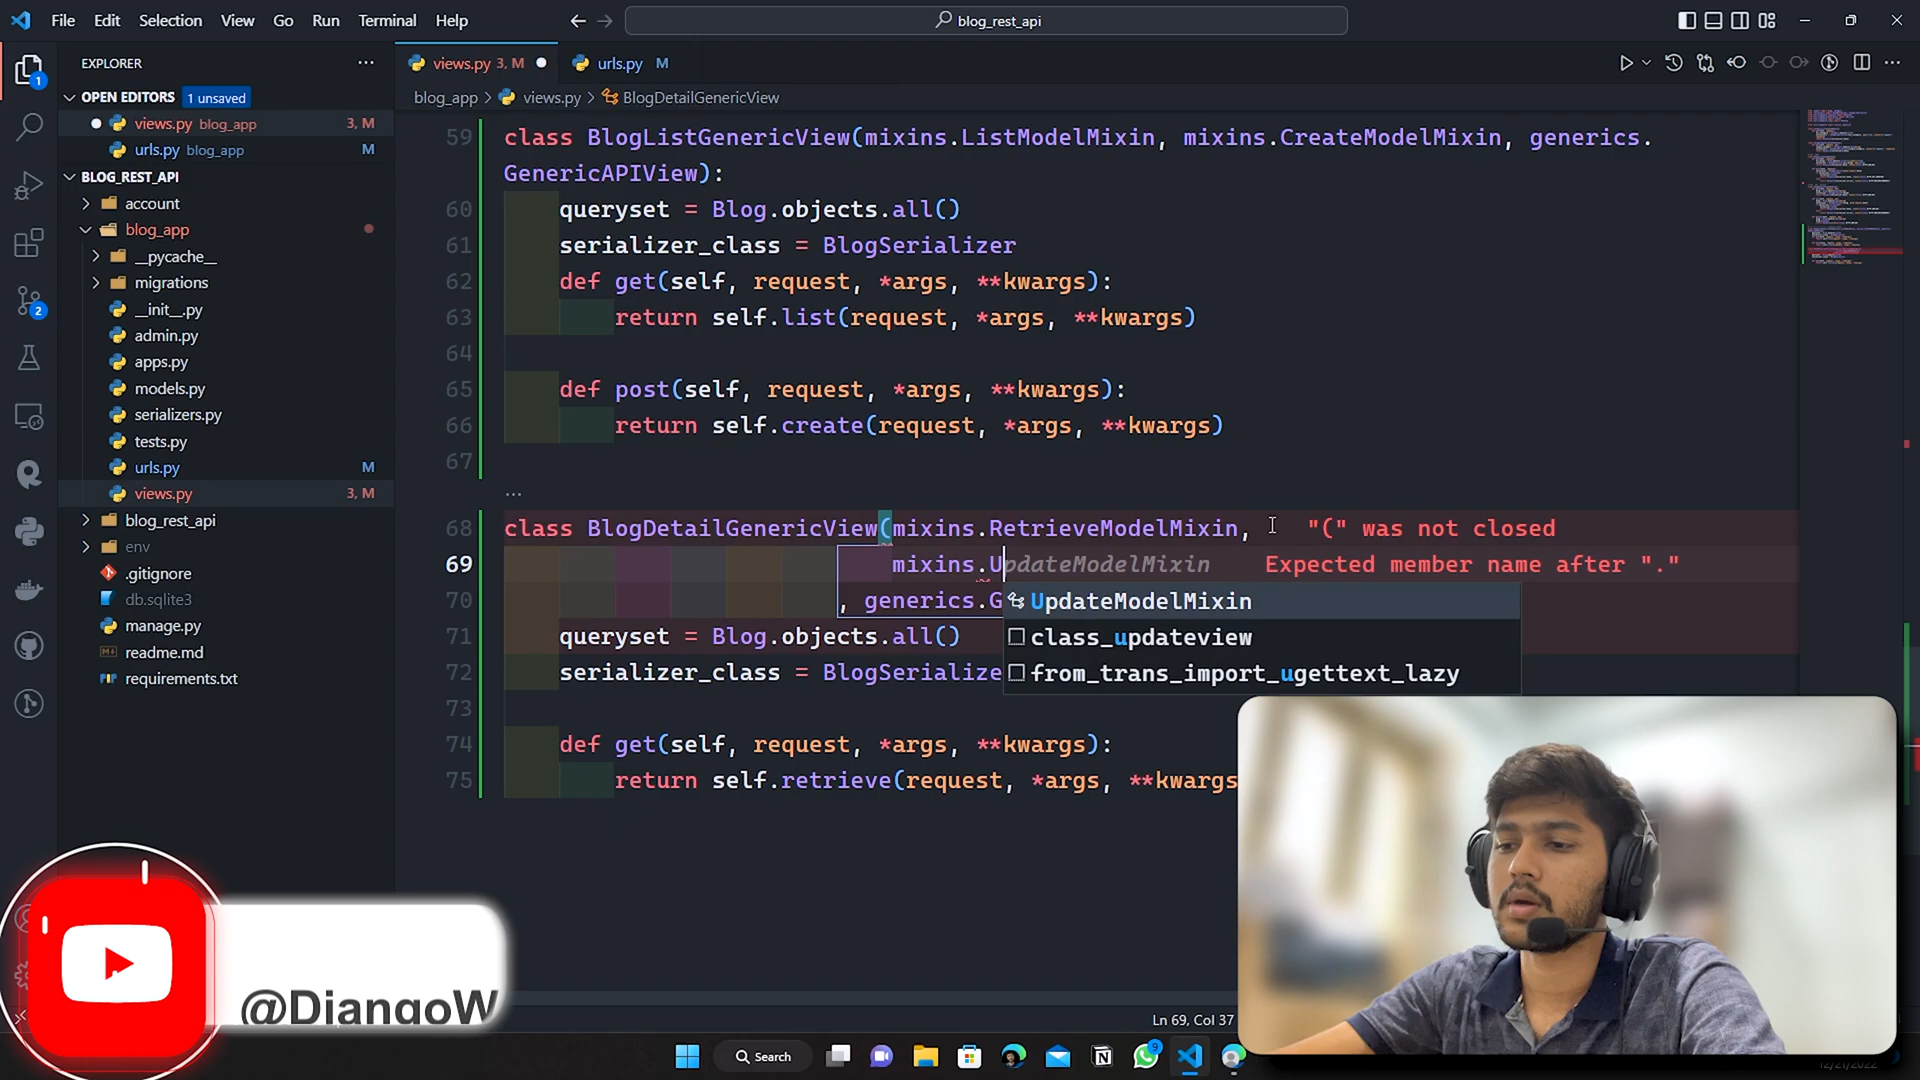 File Edit Selection View Go Run Terminal Help
blog_rest_api
EXPLORER
OPEN EDITORS 1 unsaved
views.py blog_app 3, M
urls.py blog_app M
BLOG_REST_API
account
blog_app
__pycache__
migrations
__init__.py
admin.py
apps.py
models.py
serializers.py
tests.py
urls.py M
views.py 3, M
blog_rest_api
env
.gitignore
db.sqlite3
manage.py
readme.md
requirements.txt
1
2
views.py 3, M
urls.py M
blog_app > views.py > BlogDetailGenericView
59 class BlogListGenericView(mixins.ListModelMixin, mixins.CreateModelMixin, generics.
GenericAPIView):
60 queryset = Blog.objects.all()
61 serializer_class = BlogSerializer
62 def get(self, request, *args, **kwargs):
63 return self.list(request, *args, **kwargs)
64
65 def post(self, request, *args, **kwargs):
66 return self.create(request, *args, **kwargs)
67
...
68 class BlogDetailGenericView(mixins.RetrieveModelMixin, "(" was not closed
69 mixins.UpdateModelMixin Expected member name after "."
70 , generics.G
UpdateModelMixin
71 queryset = Blog.objects.all()
class_updateview
72 serializer_class = BlogSerialize
from_trans_import_ugettext_lazy
73
74 def get(self, request, *args, **kwargs):
75 return self.retrieve(request, *args, **kwargs
@DjangoW
Ln 69, Col 37
Search
9